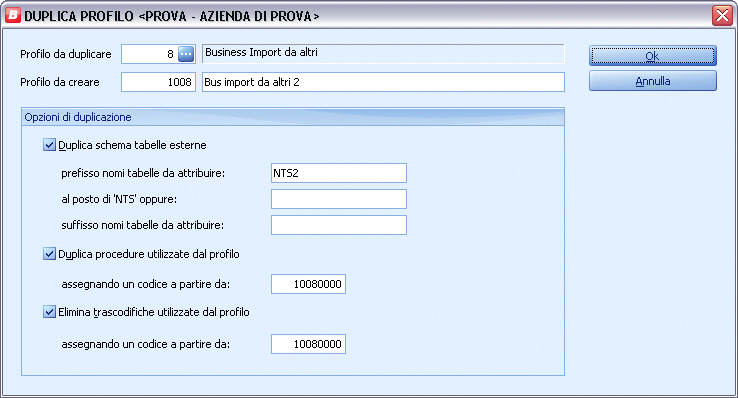 DUPLICA PROFILO <PROVA - AZIENDA DI PROVA>
Profilo da duplicare 8 ... Business Import da altri Ok
Profilo da creare 1008 Bus import da altri 2 Annulla
Opzioni di duplicazione
Duplica schema tabelle esterne
prefisso nomi tabelle da attribuire: NTS2
al posto di 'NTS' oppure:
suffisso nomi tabelle da attribuire:
Duplica procedure utilizzate dal profilo
assegnando un codice a partire da: 10080000
Elimina trascodifiche utilizzate dal profilo
assegnando un codice a partire da: 10080000